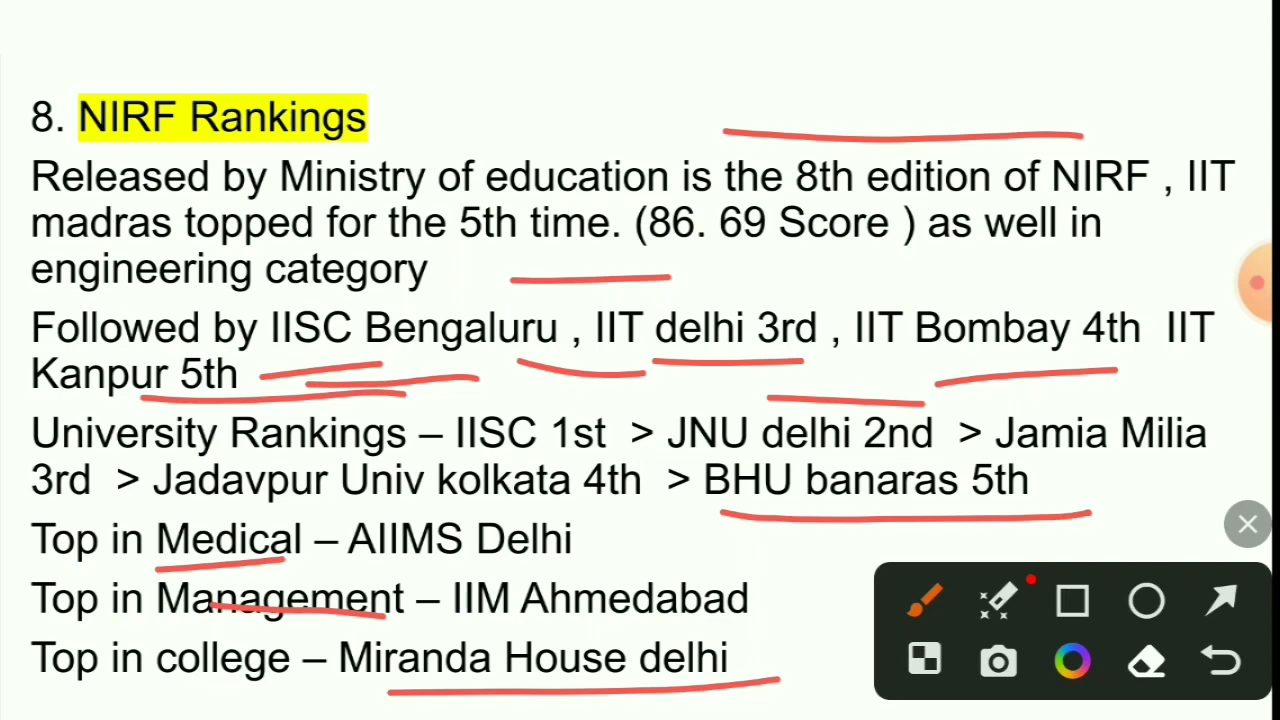 8. NIRF Rankings
Released by Ministry of education is the 8th edition of NIRF , IIT
madras topped for the 5th time. (86. 69 Score ) as well in
engineering category
Followed by IISC Bengaluru , IIT delhi 3rd , IIT Bombay 4th IIT
Kanpur 5th
University Rankings – IISC 1st > JNU delhi 2nd > Jamia Milia
3rd > Jadavpur Univ kolkata 4th > BHU banaras 5th
Top in Medical – AIIMS Delhi
Top in Management – IIM Ahmedabad
Top in college – Miranda House delhi